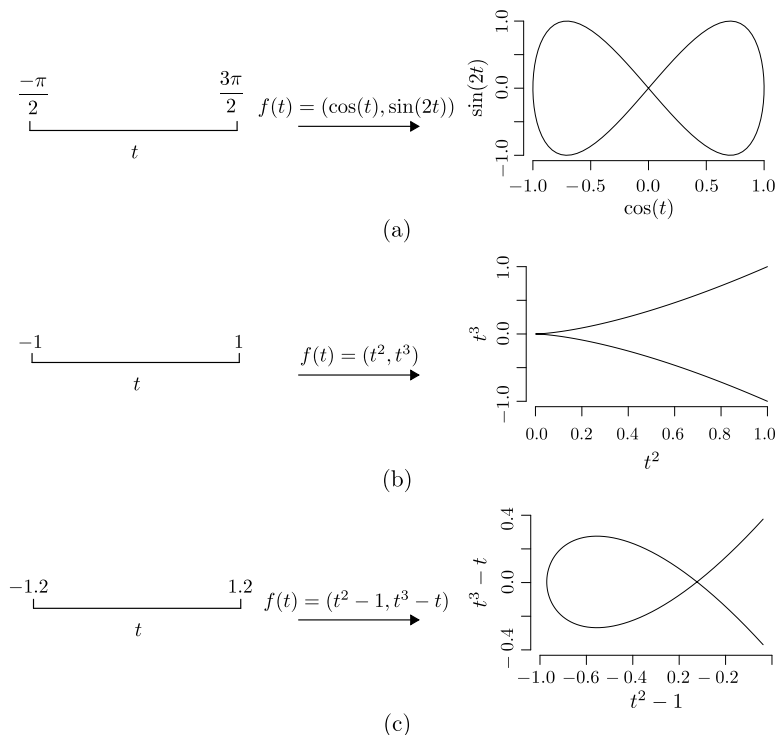 −π/2 3π/2
f(t) = (cos(t), sin(2t))
t
sin(2t)
1.0
0.0
−1.0
−1.0 −0.5 0.0 0.5 1.0
cos(t)
(a)
−1 1
f(t) = (t², t³)
t
t³
1.0
0.0
−1.0
0.0 0.2 0.4 0.6 0.8 1.0
t²
(b)
−1.2 1.2
f(t) = (t² − 1, t³ − t)
t
t³ − t
0.4
0.0
−0.4
−1.0 −0.6 −0.4 0.2 −0.2
t² − 1
(c)